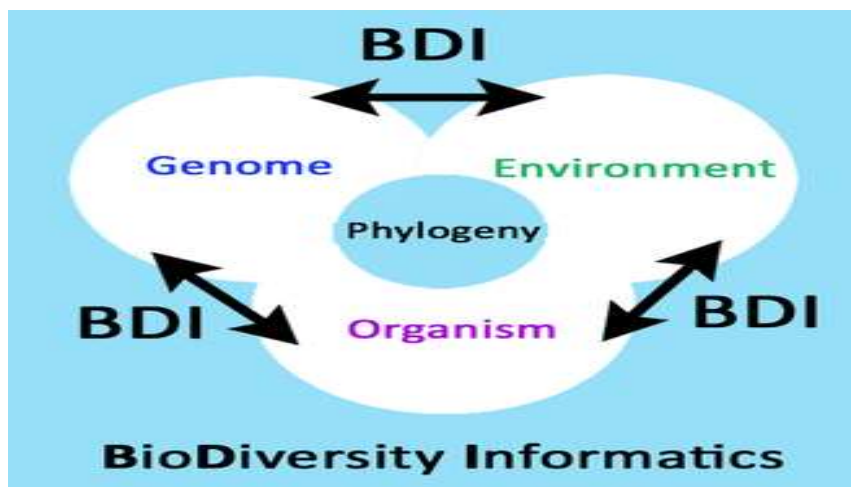 BDI
Genome Environment
Phylogeny
BDI Organism BDI
BioDiversity Informatics